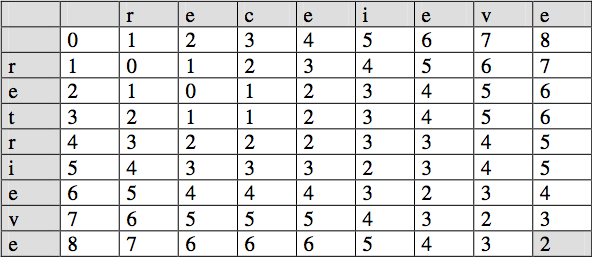 r e c e i e v e
0 1 2 3 4 5 6 7 8
r 1 0 1 2 3 4 5 6 7
e 2 1 0 1 2 3 4 5 6
t 3 2 1 1 2 3 4 5 6
r 4 3 2 2 2 3 3 4 5
i 5 4 3 3 3 2 3 4 5
e 6 5 4 4 4 3 2 3 4
v 7 6 5 5 5 4 3 2 3
e 8 7 6 6 6 5 4 3 2